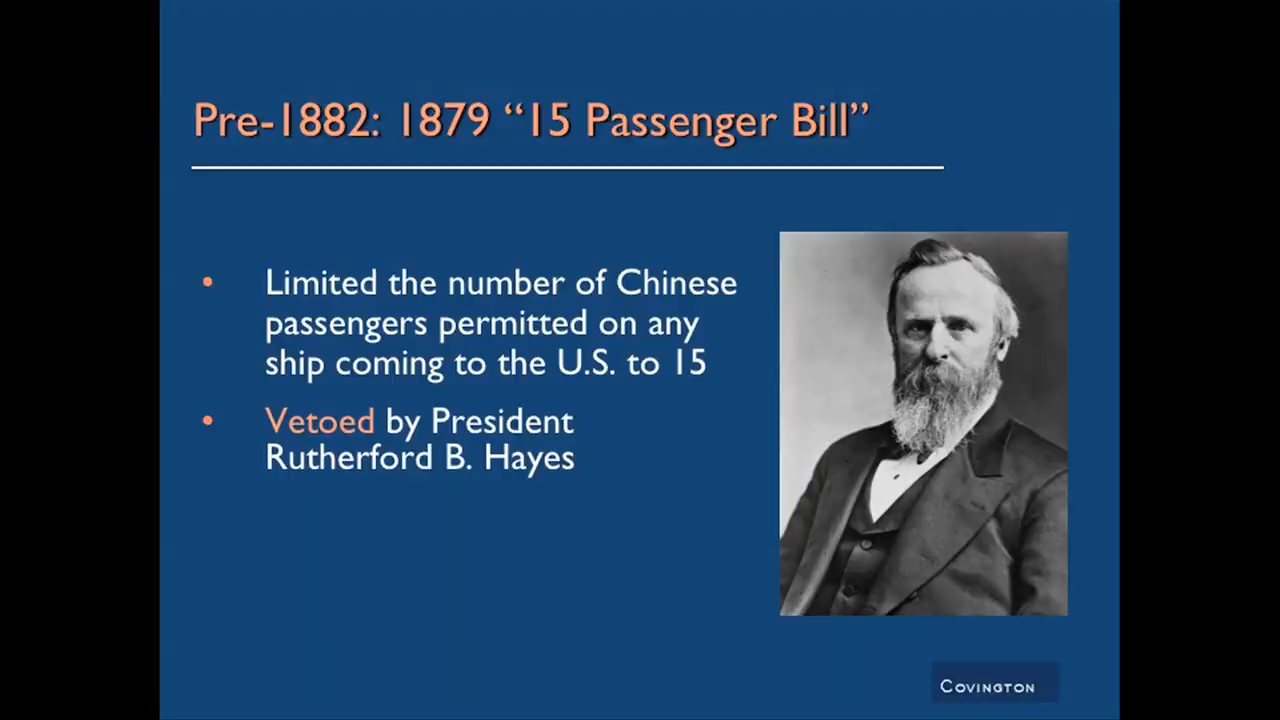 Pre-1882: 1879 “15 Passenger Bill”
• Limited the number of Chinese
passengers permitted on any
ship coming to the U.S. to 15
• Vetoed by President
Rutherford B. Hayes
COVINGTON